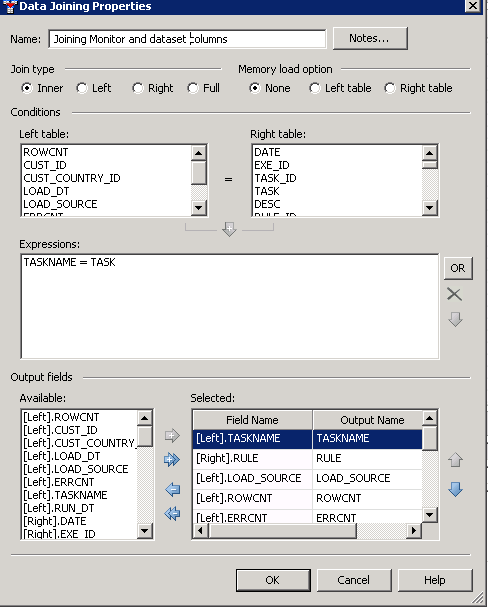 Data Joining Properties
Name: Joining Monitor and dataset columns Notes...
Join type Memory load option
Inner Left Right Full None Left table Right table
Conditions
Left table: Right table:
ROWCNT DATE
CUST_ID EXE_ID
CUST_COUNTRY_ID = TASK_ID
LOAD_DT TASK
LOAD_SOURCE DESC
ERRCNT RULE_ID
Expressions:
TASKNAME = TASK
OR
Output fields
Available: Selected:
[Left].ROWCNT Field Name Output Name
[Left].CUST_ID
[Left].CUST_COUNTRY_ [Left].TASKNAME TASKNAME
[Left].LOAD_DT [Right].RULE RULE
[Left].LOAD_SOURCE
[Left].ERRCNT [Left].LOAD_SOURCE LOAD_SOURCE
[Left].TASKNAME [Left].ROWCNT ROWCNT
[Left].RUN_DT
[Right].DATE [Left].ERRCNT ERRCNT
[Right].EXE_ID
OK Cancel Help